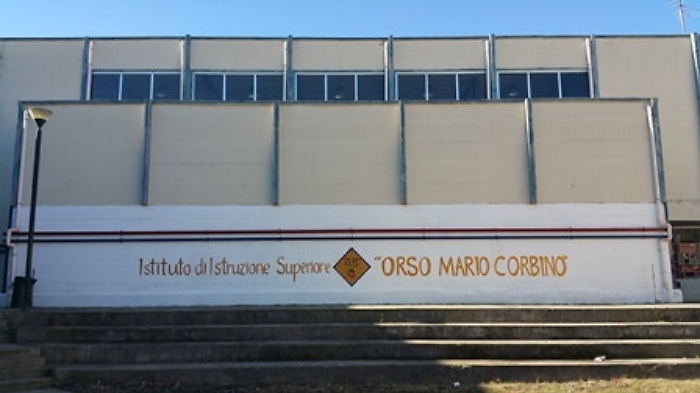 Istituto di Istruzione Superiore "ORSO MARIO CORBINO"